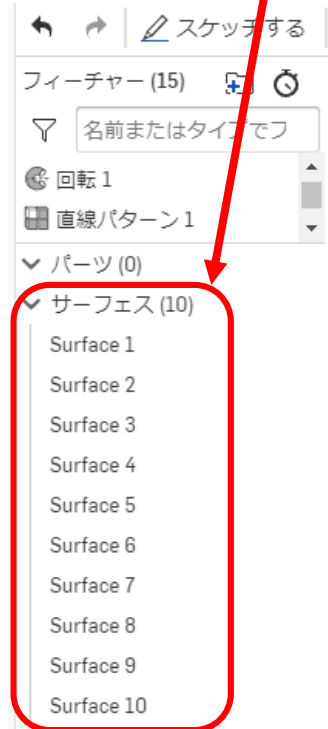 スケッチする
フィーチャー (15)
名前またはタイプでフ
回転 1
直線パターン 1
パーツ (0)
サーフェス (10)
Surface 1
Surface 2
Surface 3
Surface 4
Surface 5
Surface 6
Surface 7
Surface 8
Surface 9
Surface 10